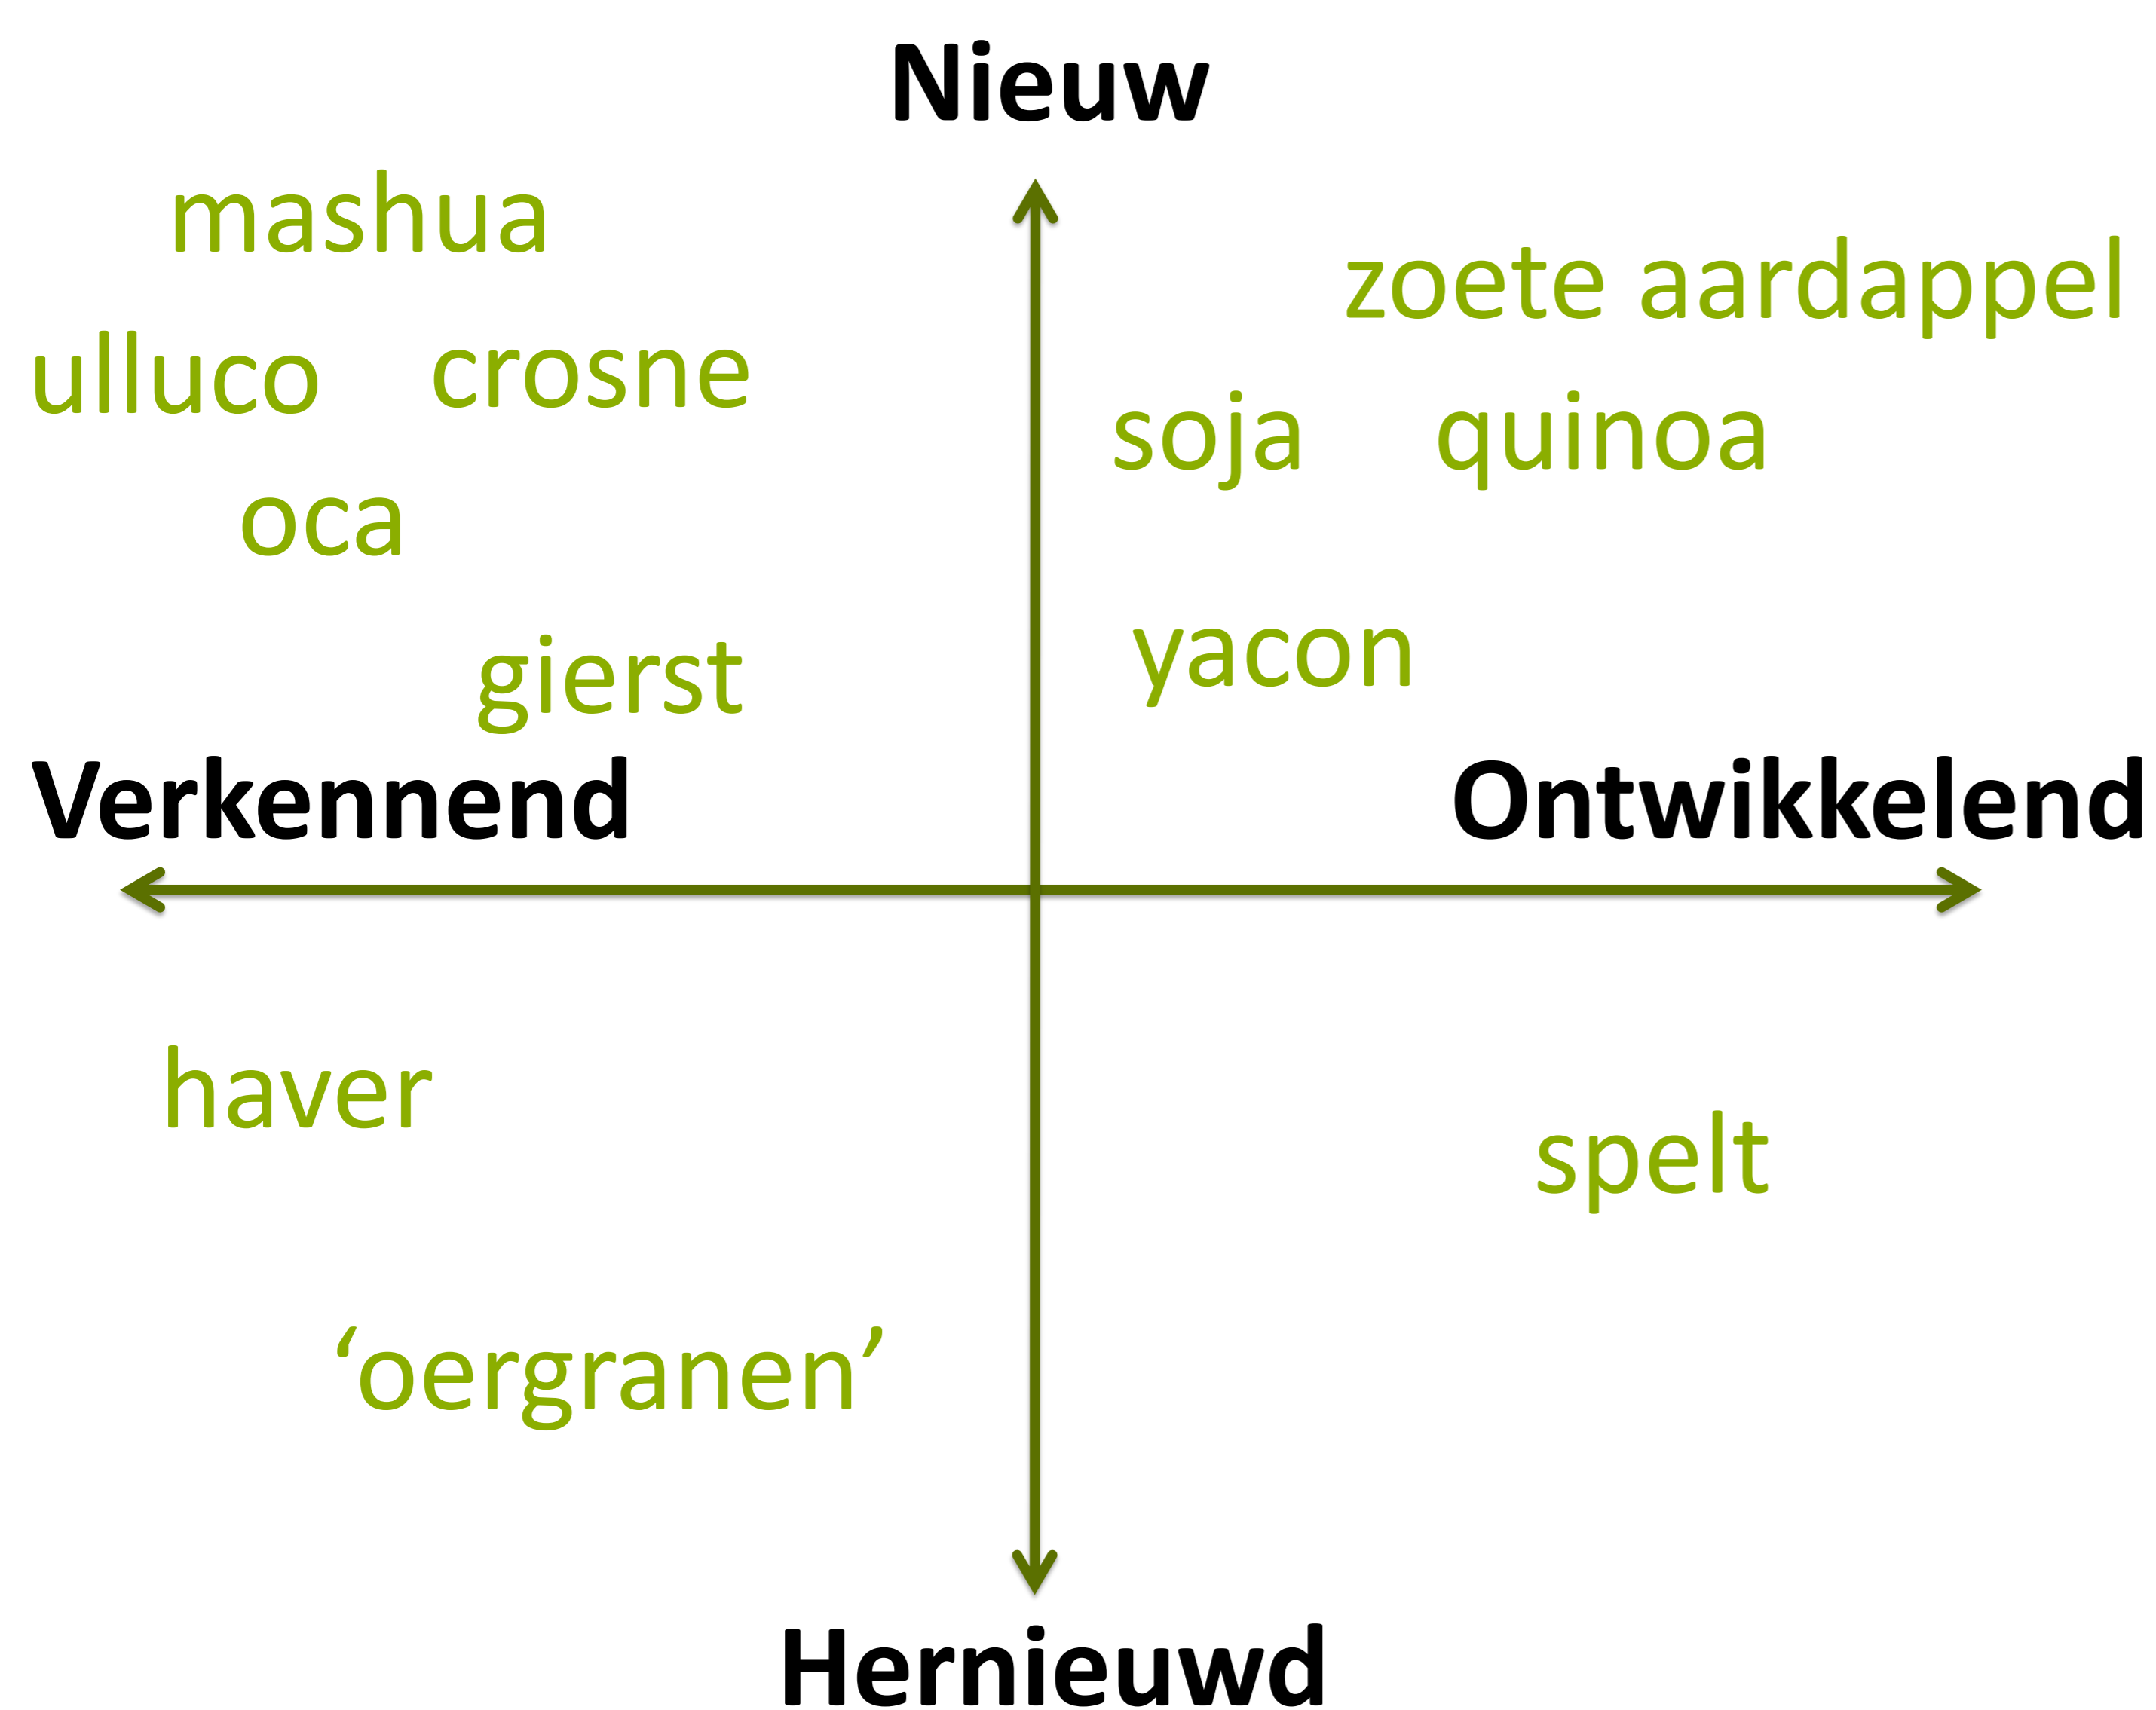 Nieuw
mashua
zoete aardappel
ulluco crosne
soja quinoa
oca
gierst
yacon
Verkennend
Ontwikkelend
haver
spelt
‘oergranen’
Hernieuwd